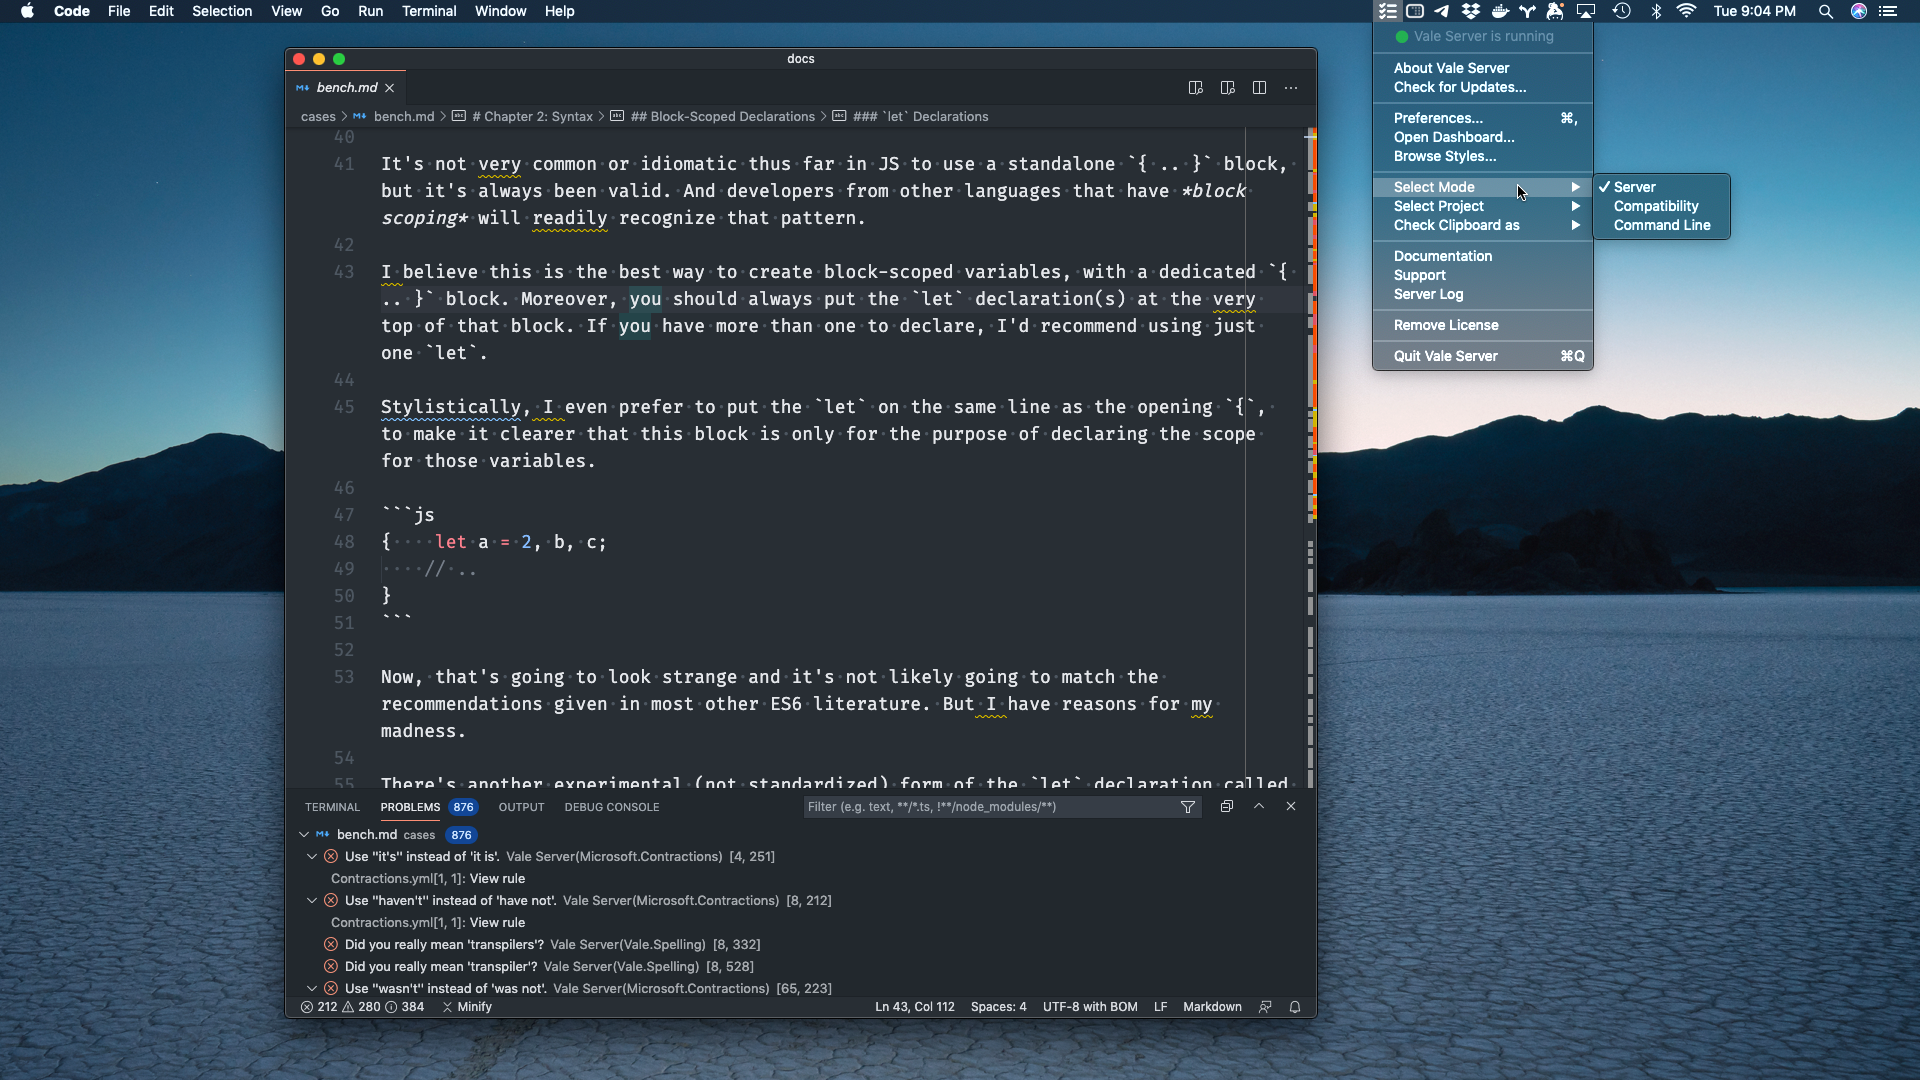 Code File Edit Selection View Go Run Terminal Window Help
Tue 9:04 PM
docs
bench.md
cases > bench.md > # Chapter 2: Syntax > ## Block-Scoped Declarations > ### `let` Declarations
40
41 It's not very common or idiomatic thus far in JS to use a standalone `{ .. }` block,
but it's always been valid. And developers from other languages that have *block
scoping* will readily recognize that pattern.
42
43 I believe this is the best way to create block-scoped variables, with a dedicated `{
.. }` block. Moreover, you should always put the `let` declaration(s) at the very
top of that block. If you have more than one to declare, I'd recommend using just
one `let`.
44
45 Stylistically, I even prefer to put the `let` on the same line as the opening `{`,
to make it clearer that this block is only for the purpose of declaring the scope
for those variables.
46
47 ```js
48 {    let a = 2, b, c;
49     // ..
50 }
51 ```
52
53 Now, that's going to look strange and it's not likely going to match the
recommendations given in most other ES6 literature. But I have reasons for my
madness.
54
55 There's another experimental (not standardized) form of the `let` declaration called
TERMINAL PROBLEMS 876 OUTPUT DEBUG CONSOLE
Filter (e.g. text, **/*.ts, !**/node_modules/**)
bench.md cases 876
Use "it's" instead of 'it is'. Vale Server(Microsoft.Contractions) [4, 251]
Contractions.yml[1, 1]: View rule
Use "haven't" instead of 'have not'. Vale Server(Microsoft.Contractions) [8, 212]
Contractions.yml[1, 1]: View rule
Did you really mean 'transpilers'? Vale Server(Vale.Spelling) [8, 332]
Did you really mean 'transpiler'? Vale Server(Vale.Spelling) [8, 528]
Use "wasn't" instead of 'was not'. Vale Server(Microsoft.Contractions) [65, 223]
212 280 384 Minify
Ln 43, Col 112 Spaces: 4 UTF-8 with BOM LF Markdown
Vale Server is running
About Vale Server
Check for Updates...
Preferences... ⌘,
Open Dashboard...
Browse Styles...
Select Mode
Select Project
Check Clipboard as
Documentation
Support
Server Log
Remove License
Quit Vale Server ⌘Q
✓ Server
Compatibility
Command Line